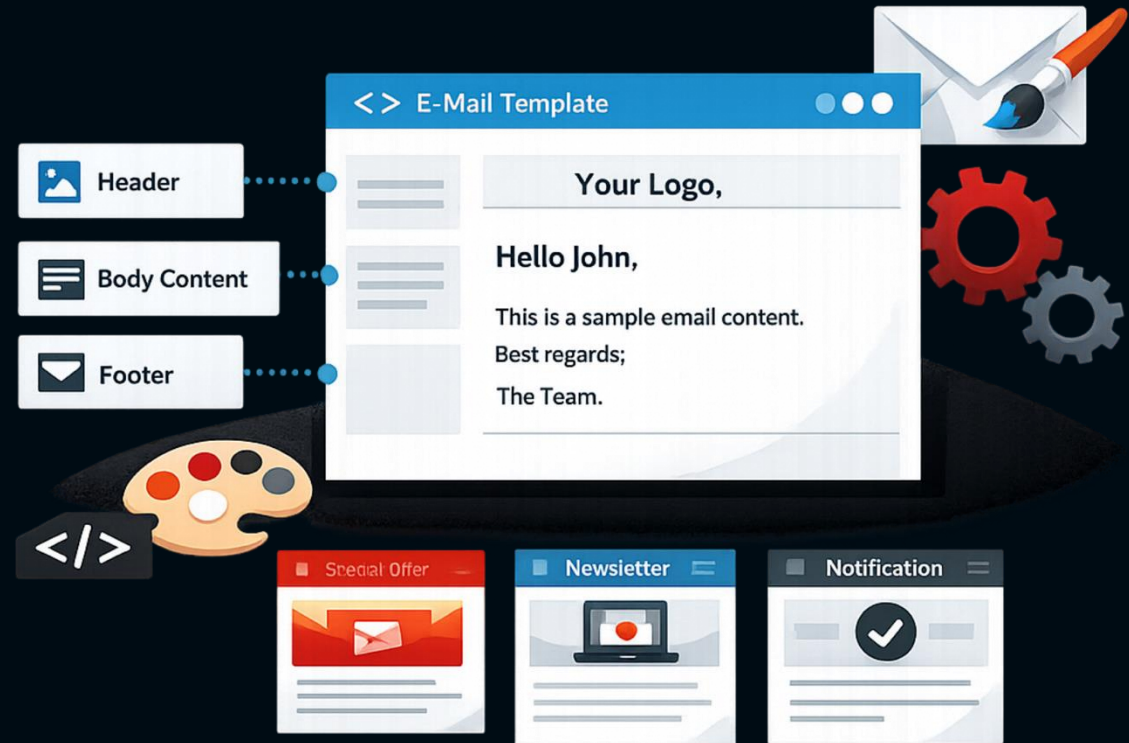 < > E-Mail Template
Header
Your Logo,
Body Content
Hello John,
This is a sample email content.
Best regards;
Footer
The Team.
</>
Special Offer
Newsietter
Notification